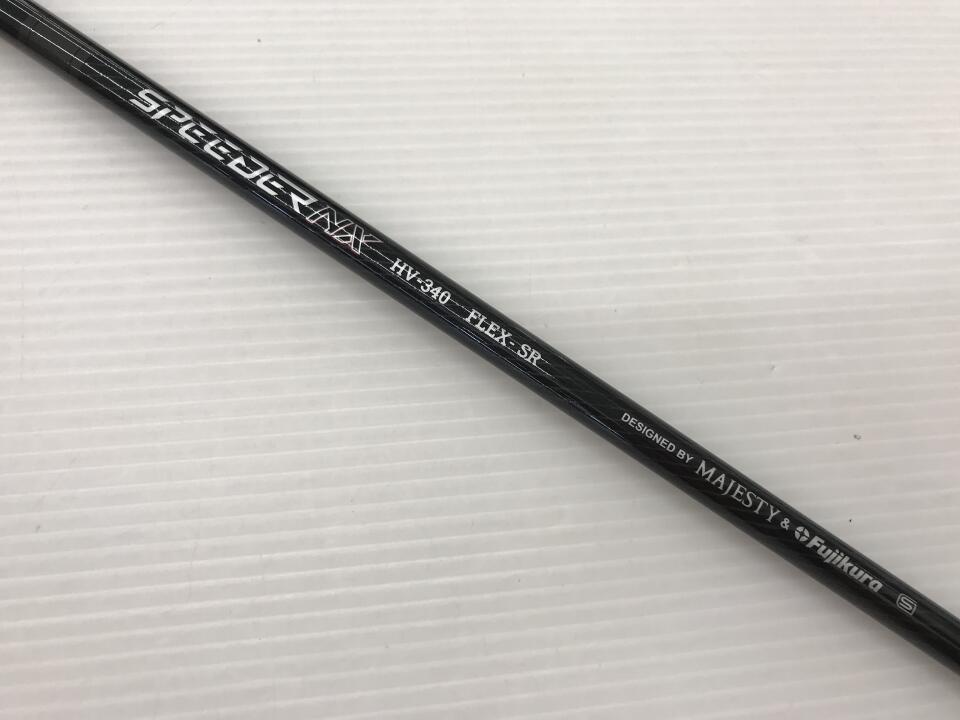 SPEEDER NX HV-340 FLEX-SR DESIGNED BY MAJESTY & Fujikura S